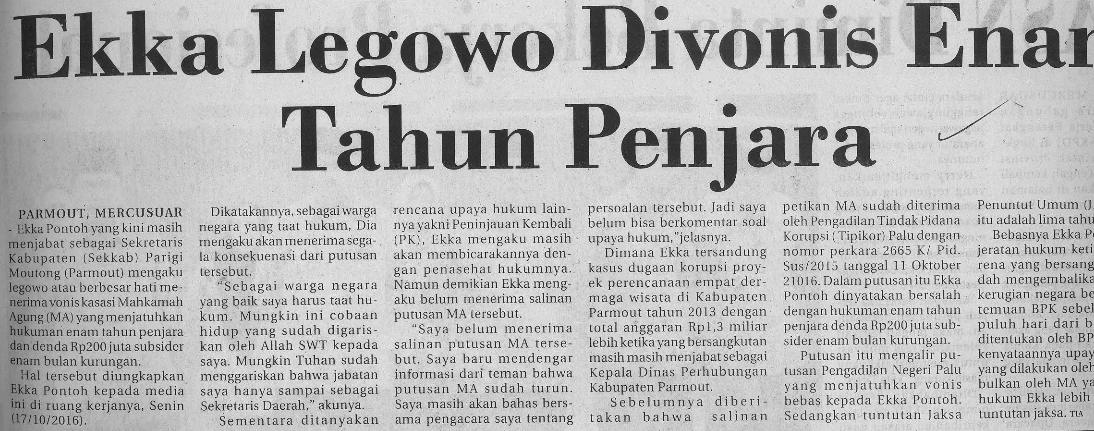 Ekka Legowo Divonis Enam
Tahun Penjara
PARMOUT, MERCUSUAR
- Ekka Pontoh yang kini masih
menjabat sebagai Sekretaris
Kabupaten (Sekkab) Parigi
Moutong (Parmout) mengaku
legowo atau berbesar hati me-
nerima vonis kasasi Mahkamah
Agung (MA) yang menjatuhkan
hukuman enam tahun penjara
dan denda Rp200 juta subsider
enam bulan kurungan.
Hal tersebut diungkapkan
Ekka Pontoh kepada media
ini di ruang kerjanya, Senin
(17/10/2016).
Dikatakannya, sebagai warga
negara yang taat hukum, Dia
mengaku akan menerima sega-
la konsekuenasi dari putusan
tersebut.
"Sebagai warga negara
yang baik saya harus taat hu-
kum. Mungkin ini cobaan
hidup yang sudah digaris-
kan oleh Allah SWT kepada
saya. Mungkin Tuhan sudah
menggariskan bahwa jabatan
saya hanya sampai sebagai
Sekretaris Daerah," akunya.
Sementara ditanyakan
rencana upaya hukum lain-
nya yakni Peninjauan Kembali
(PK), Ekka mengaku masih
akan membicarakannya dengan
gan penasehat hukumnya.
Namun demikian Ekka meng-
aku belum menerima salinan
putusan MA tersebut.
"Saya belum menerima
salinan putusan MA terse-
but. Saya baru mendengar
informasi dari teman bahwa
putusan MA sudah turun.
Saya masih akan bahas bers-
ama pengacara saya tentang
persoalan tersebut. Jadi saya
belum bisa berkomentar soal
upaya hukum,"jelasnya.
Dimana Ekka tersandung
kasus dugaan korupsi proy-
ek perencanaan empat der-
maga wisata di Kabupaten
Parmout tahun 2013 dengan
total anggaran Rp1,3 miliar
lebih ketika yang bersangkutan
masih masih menjabat sebagai
Kepala Dinas Perhubungan
Kabupaten Parmout.
Sebelumnya diberi-
takan bahwa salinan
petikan MA sudah diterima
oleh Pengadilan Tindak Pidana
Korupsi (Tipikor) Palu dengan
nomor perkara 2665 K/ Pid.
Sus/2015 tanggal 11 Oktober
21016. Dalam putusan itu Ekka
Pontoh dinyatakan bersalah
dengan hukuman enam tahun
penjara denda Rp200 juta sub-
sider enam bulan kurungan.
Putusan itu mengalir pu-
tusan Pengadilan Negeri Palu
yang menjatuhkan vonis
bebas kepada Ekka Pontoh.
Sedangkan tuntutan Jaksa
Penuntut Umum (J
itu adalah lima tahu
Bebasnya Ekka Po
jeratan hukum keti
rena yang bersang
dah mengembalika
kerugian negara be
temuan BPK sebel
puluh hari dari b
ditentukan oleh BP
kenyataannya upay
yang dilakukan oleh
bulkan oleh MA ya
hukum Ekka lebih
tuntutan jaksa. TIA